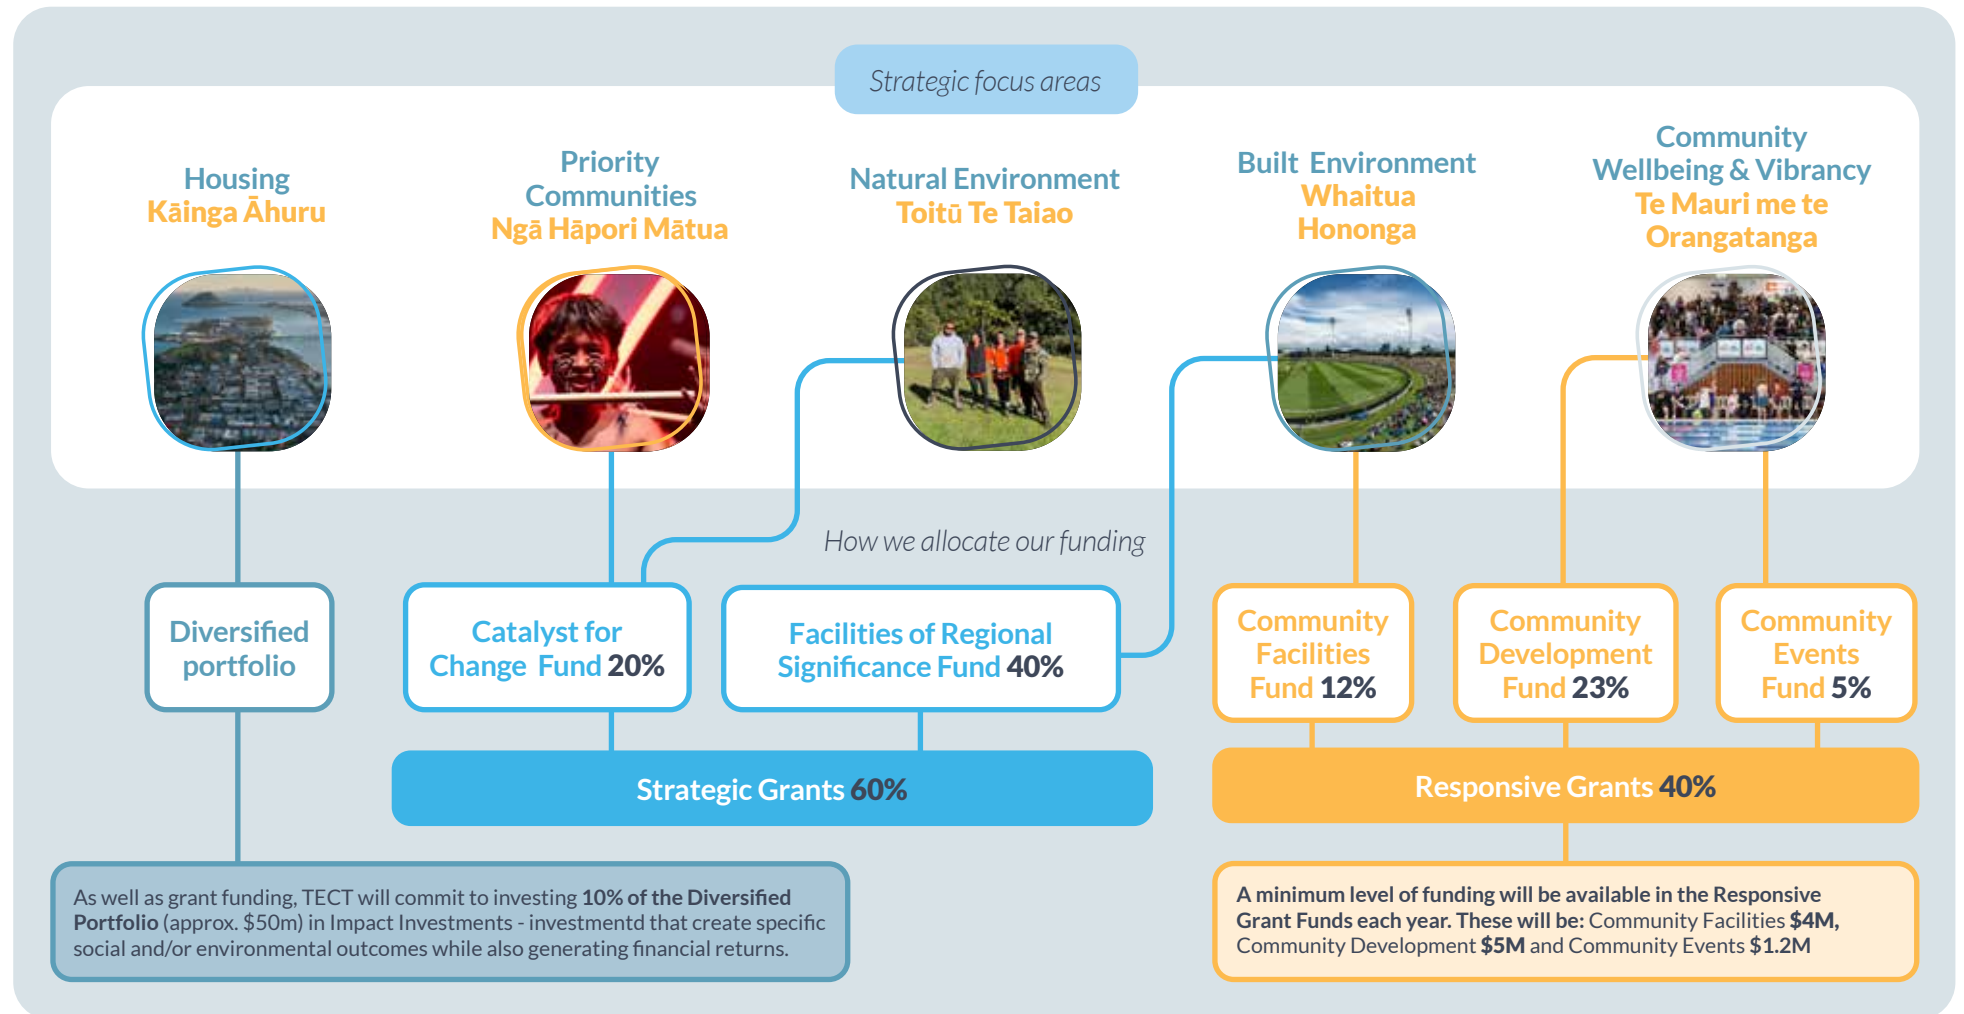 Strategic focus areas
Housing
Kāinga Āhuru
Priority
Communities
Ngā Hāpori Mātua
Natural Environment
Toitū Te Taiao
Built Environment
Whaitua
Hononga
Community
Wellbeing & Vibrancy
Te Mauri me te
Orangatanga
How we allocate our funding
Diversified
portfolio
Catalyst for
Change Fund 20%
Facilities of Regional
Significance Fund 40%
Community
Facilities
Fund 12%
Community
Development
Fund 23%
Community
Events
Fund 5%
Strategic Grants 60%
Responsive Grants 40%
As well as grant funding, TECT will commit to investing 10% of the Diversified
Portfolio (approx. $50m) in Impact Investments - investmentd that create specific
social and/or environmental outcomes while also generating financial returns.
A minimum level of funding will be available in the Responsive
Grant Funds each year. These will be: Community Facilities $4M,
Community Development $5M and Community Events $1.2M